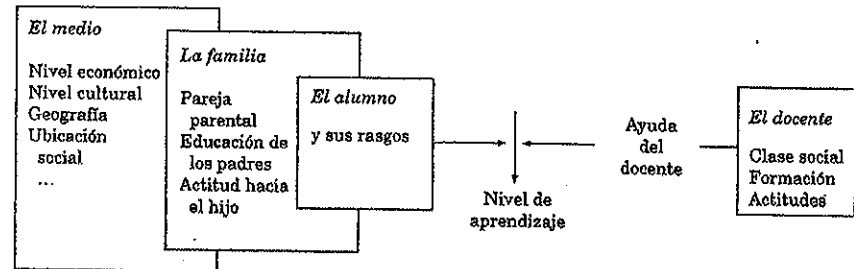 El medio
Nivel económico
Nivel cultural
Geografía
Ubicación
social
...
La familia
Pareja
parental
Educación de
los padres
Actitud hacia
el hijo
El alumno
y sus rasgos
Nivel de
aprendizaje
Ayuda
del
docente
El docente
Clase social
Formación
Actitudes